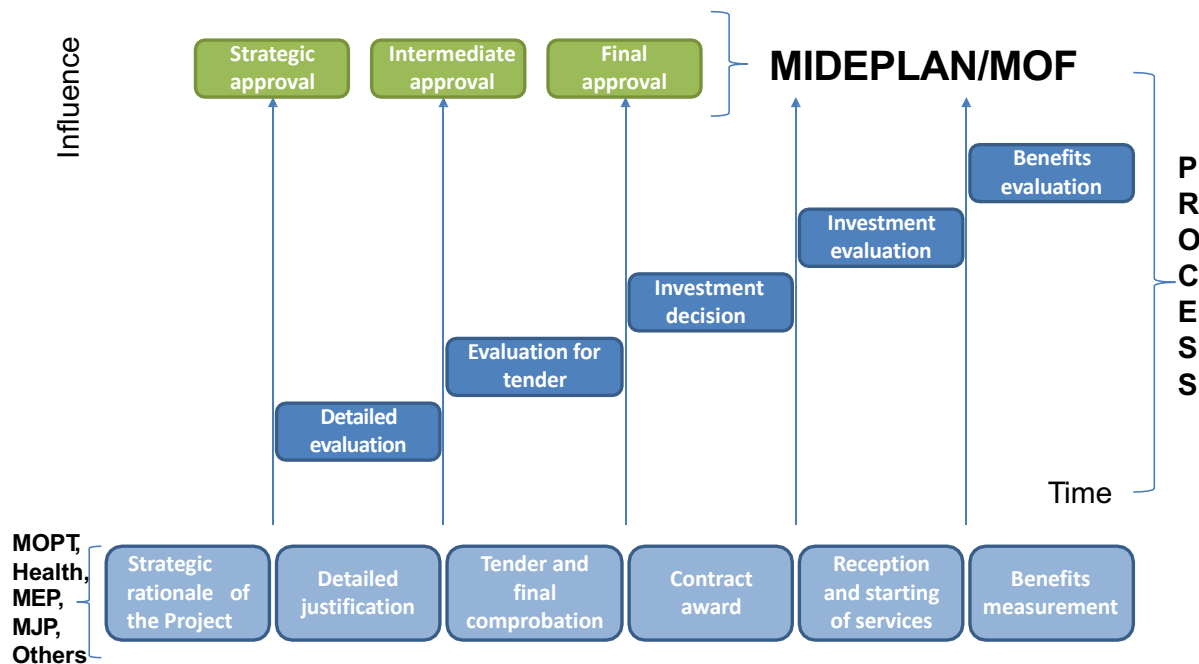 Influence
Strategic
approval
Intermediate
approval
Final
approval
MIDEPLAN/MOF
Benefits
evaluation
Investment
evaluation
Investment
decision
Evaluation for
tender
Detailed
evaluation
P
R
O
C
E
S
S
Time
MOPT,
Health,
MEP,
MJP,
Others
Strategic
rationale of
the Project
Detailed
justification
Tender and
final
comprobation
Contract
award
Reception
and starting
of services
Benefits
measurement